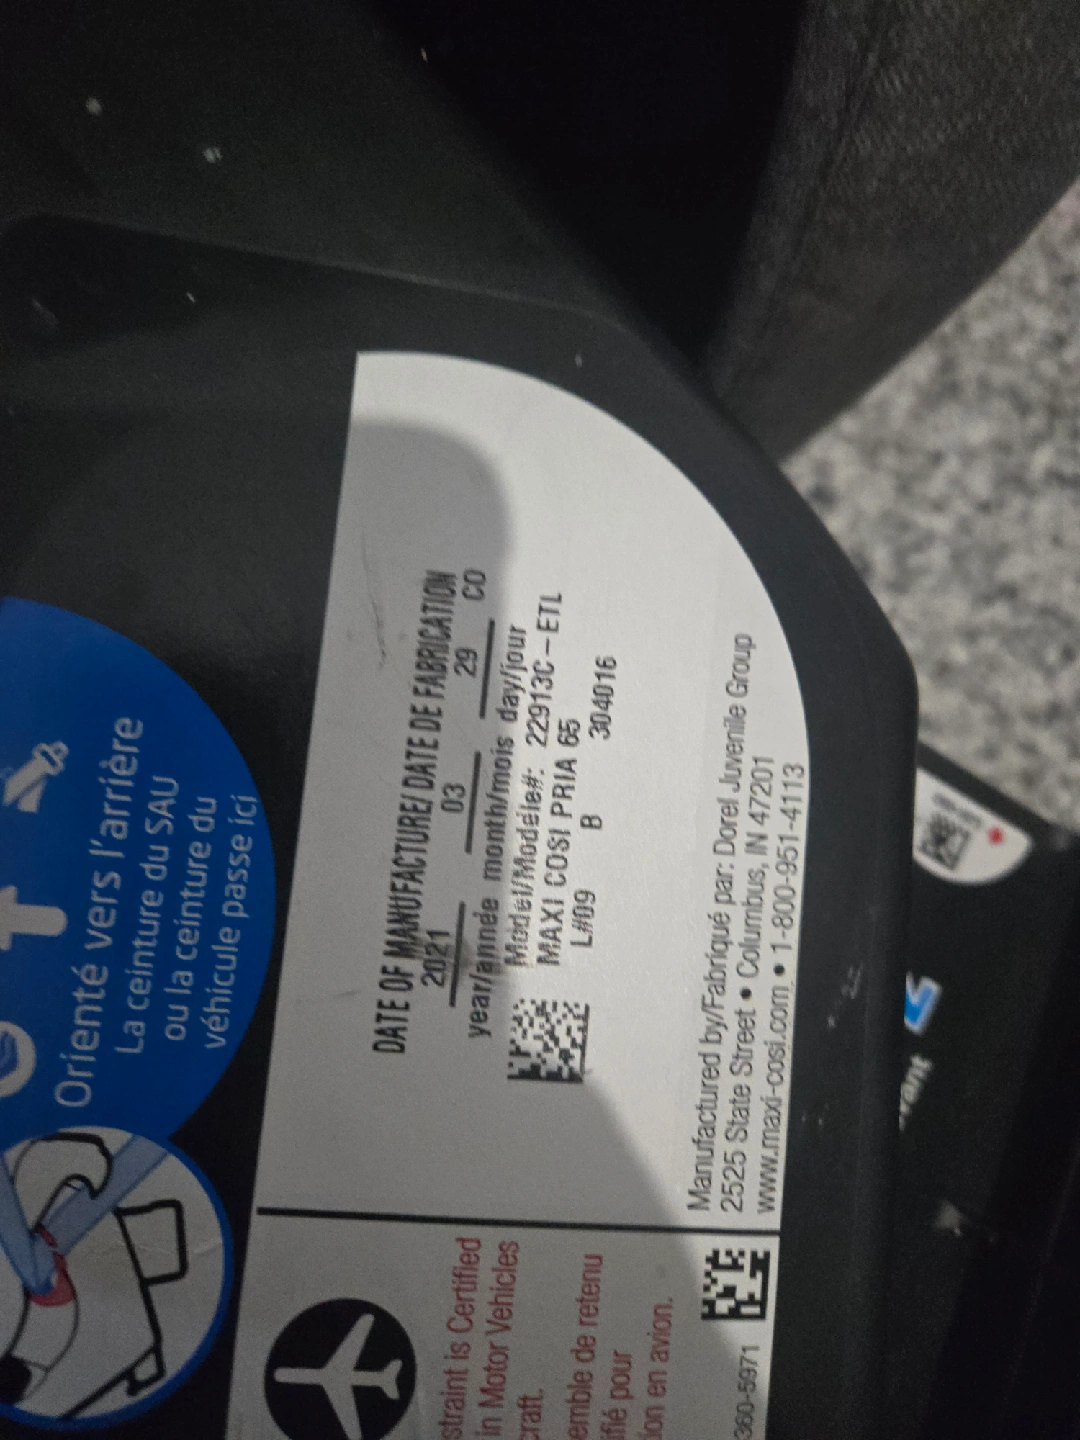 Orienté vers l'arrière
La ceinture du SAU
ou la ceinture du
véhicule passe ici
DATE OF MANUFACTURE/ DATE DE FABRICATION
2021 03 29 CO
year/année month/mois day/jour
Model/Modèle#: 22913C-ETL
MAXI COSI PRIA 65
L#09 B 304016
Manufactured by/Fabriqué par: Dorel Juvenile Group
2525 State Street • Columbus, IN 47201
www.maxi-cosi.com • 1-800-951-4113
straint is Certified
in Motor Vehicles
craft.
emble de retenu
ifié pour
ion en avion.
360-5971